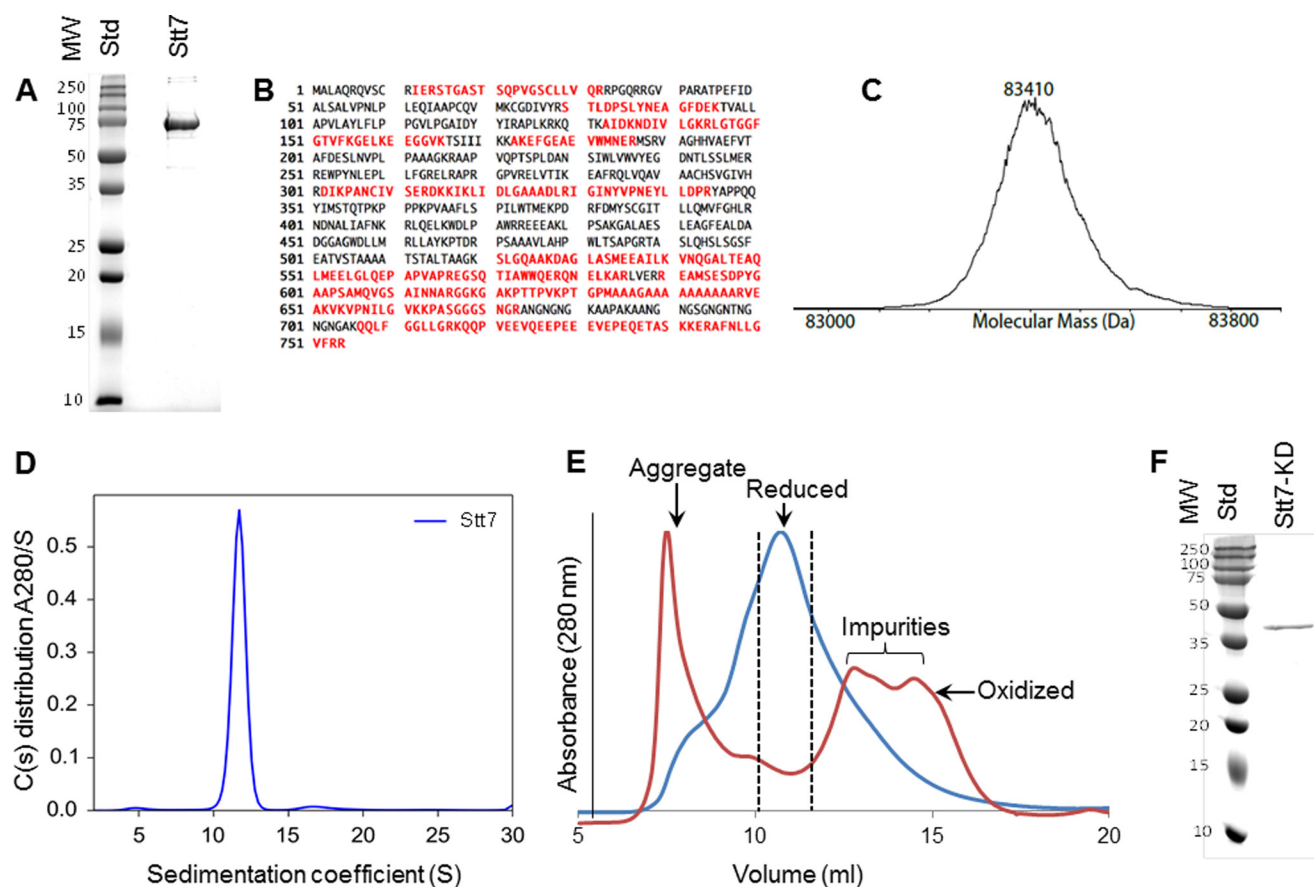 A
MW
Std
Stt7
250
100
75
50
35
25
20
15
10
B
1 MALAQRQVSC RIERSTGAST SQPVGSCLLV QRRPGQRRGV PARATPEFID
51 ALSALVPNLP LEQIAAPCQV MKCGDIVYRS TLDPSLYNEA GFDEKTVALL
101 APVLAYLFLP PGVLPGAIDY YIRAPLKRKQ TKAIDKNDIV LGKRLGTGGF
151 GTVFKGELKE EGGVKTSIII KKAKEFGEAE VWMNERMSRV AGHHVAEFVT
201 AFDESLNVPL PAAAGKRAAP VQPTSPLDAN SIWLVWVYEG DNTLSSLMER
251 REWPYNLEPL LFGRELRAPR GPVRELVTIK EAFRQLVQAV AACHSVGIVH
301 RDIKPANCIV SERDKKIKLI DLGAAADLRI GINYVPNEYL LDPRYAPPQQ
351 YIMSTQTPKP PPKPVAAFLS PILWTMEKPD RFDMYSCGIT LLQMVFGHLR
401 NDNALIAFNK RLQELKWDLP AWRREEEAKL PSAKGALAES LEAGFEALDA
451 DGGAGWDLLM RLLAYKPTDR PSAAAVLAHP WLTSAPGRTA SLQHSLSGSF
501 EATVSTAAAA TSTALTAAGK SLGQAAKDAG LASMEEAILK VNQGALTEAQ
551 LMEELGLQEP APVAPREGSQ TIAWWQERQN ELKARLVERR EAMSESDPYG
601 AAPSAMQVGS AINNARGGKG AKPTTPVKPT GPMAAAGAAA AAAAAAARVE
651 AKVKVPNILG VKKPASGGGS NGRANGNGNG KAAPAKAANG NGSGNGNTNG
701 NGNGAKQQLF GGLLGRKQQP VEEVQEEPEE EVEPEQETAS KKERAFNLLG
751 VFRR
C
83410
83000
Molecular Mass (Da)
83800
D
C(s) distribution A280/S
Stt7
0.5
0.4
0.3
0.2
0.1
0.0
5 10 15 20 25 30
Sedimentation coefficient (S)
E
Absorbance (280 nm)
Aggregate
Reduced
Impurities
Oxidized
5 10 15 20
Volume (ml)
F
MW
Std
Stt7-KD
250
100
75
50
35
25
20
15
10